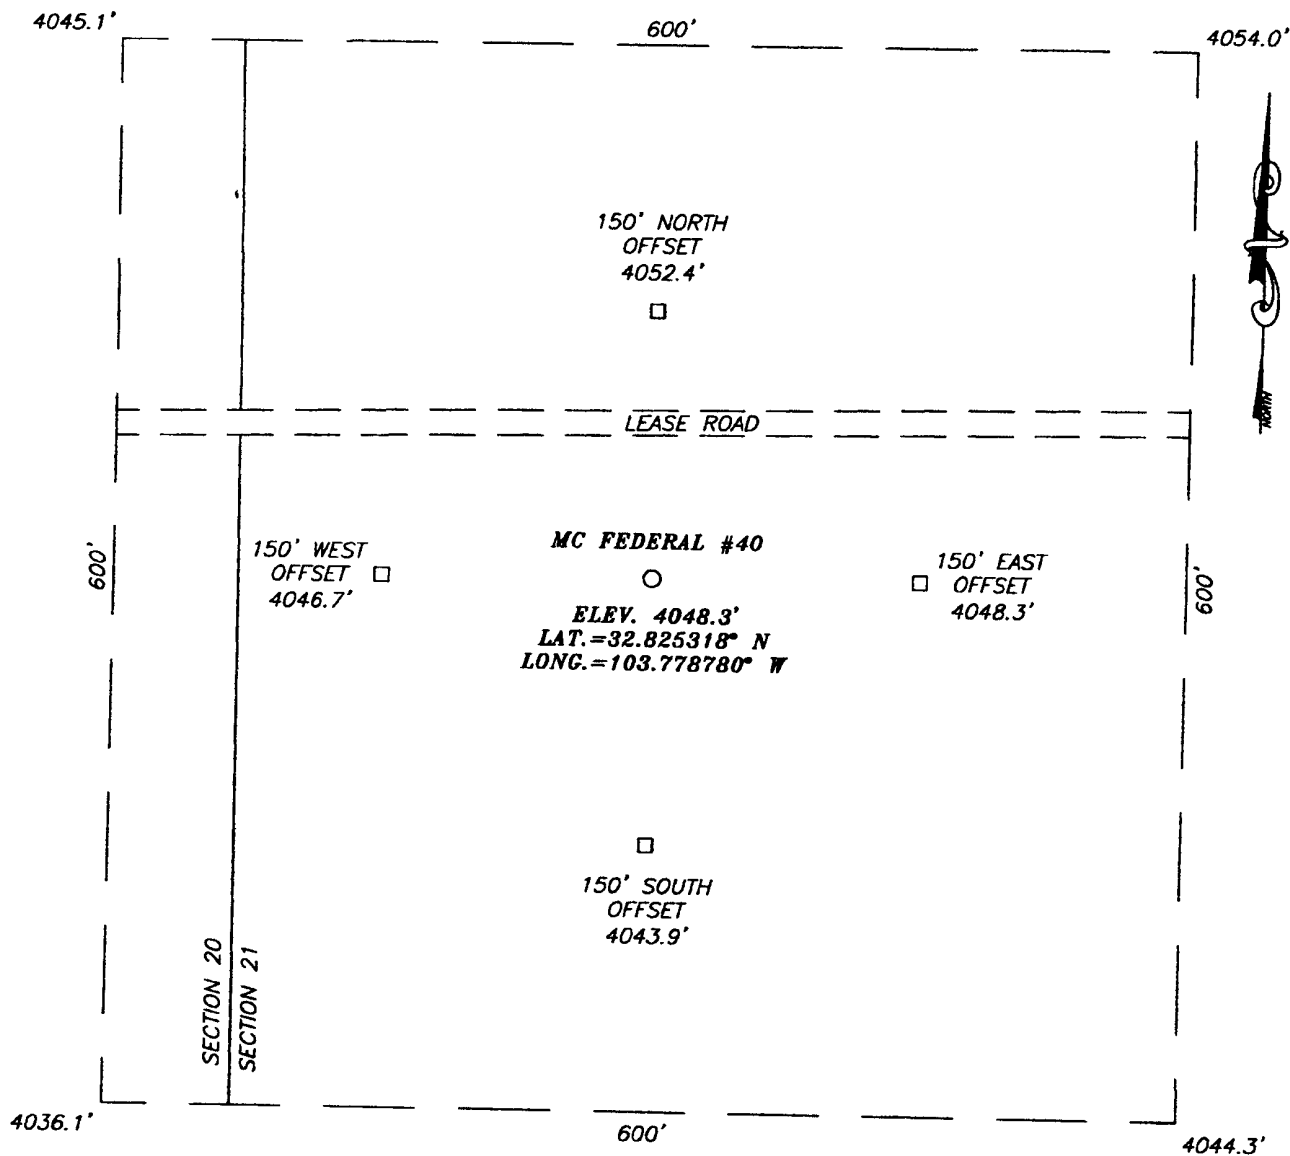 4045.1'
600'
4054.0'
150' NORTH
OFFSET
4052.4'
NORTH
LEASE ROAD
600'
150' WEST
OFFSET
4046.7'
MC FEDERAL #40
ELEV. 4048.3'
LAT.=32.825318° N
LONG.=103.778780° W
150' EAST
OFFSET
4048.3'
600'
150' SOUTH
OFFSET
4043.9'
SECTION 20
SECTION 21
4036.1'
600'
4044.3'